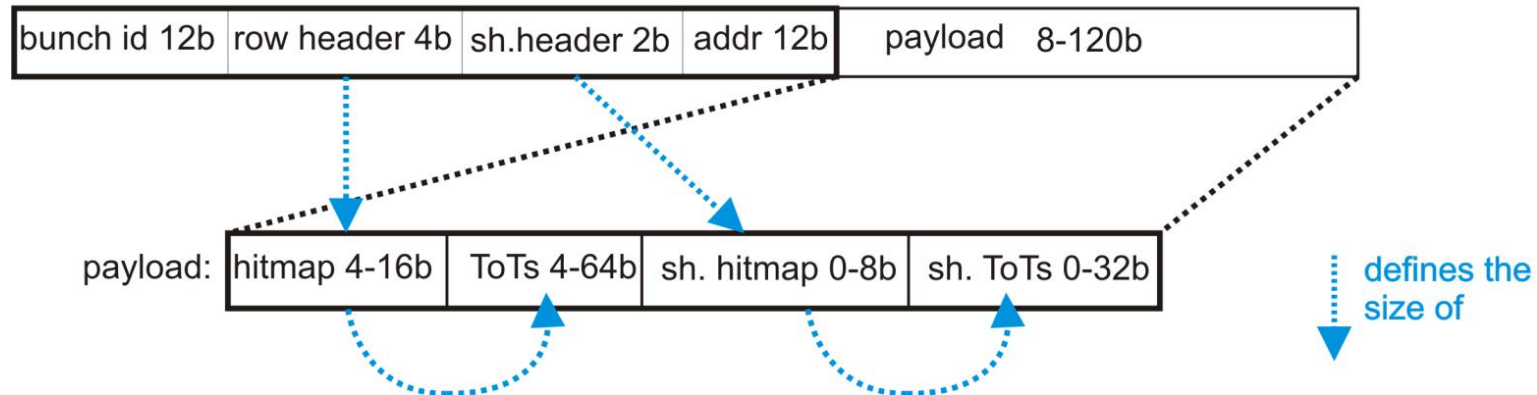 bunch id 12b row header 4b sh.header 2b addr 12b payload 8-120b
payload: hitmap 4-16b ToTs 4-64b sh. hitmap 0-8b sh. ToTs 0-32b
defines the
size of